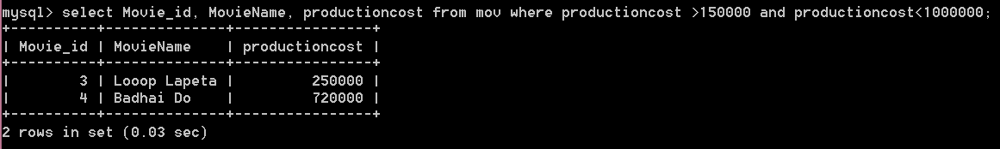 mysql> select Movie_id, MovieName, productioncost from mov where productioncost >150000 and productioncost<1000000;
+----------+--------------+----------------+
| Movie_id | MovieName    | productioncost |
+----------+--------------+----------------+
|        3 | Looop Lapeta |         250000 |
|        4 | Badhai Do    |         720000 |
+----------+--------------+----------------+
2 rows in set (0.03 sec)